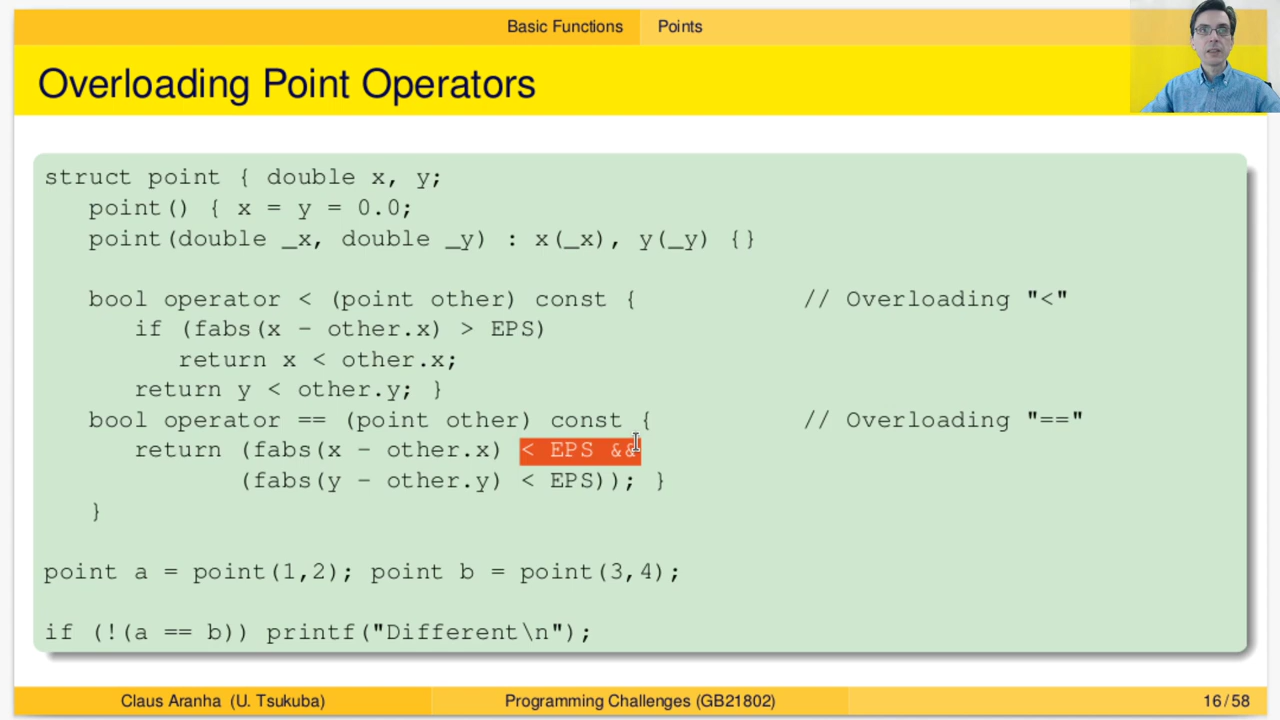 Basic Functions Points
Overloading Point Operators
struct point { double x, y;
point() { x = y = 0.0;
point(double _x, double _y) : x(_x), y(_y) {}
bool operator < (point other) const { // Overloading "<"
if (fabs(x - other.x) > EPS)
return x < other.x;
return y < other.y; }
bool operator == (point other) const { // Overloading "=="
return (fabs(x - other.x) < EPS &&
(fabs(y - other.y) < EPS)); }
}
point a = point(1,2); point b = point(3,4);
if (!(a == b)) printf("Different\n");
Claus Aranha (U. Tsukuba) Programming Challenges (GB21802) 16/58